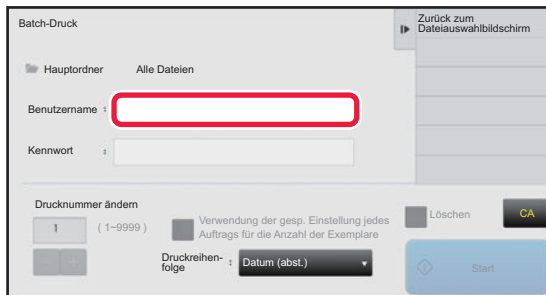 Batch-Druck
Zurück zum
Dateiauswahlbildschirm
Hauptordner Alle Dateien
Benutzername :
Kennwort :
Drucknummer ändern
1 ( 1~9999 )
Verwendung der gesp. Einstellung jedes
Auftrags für die Anzahl der Exemplare
Löschen
CA
Druckreihen-
folge : Datum (abst.)
Start